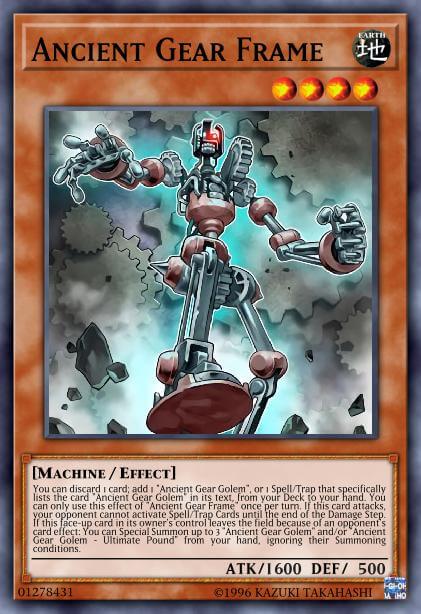 ANCIENT GEAR FRAME
EARTH
地
[MACHINE / EFFECT]
You can discard 1 card; add 1 "Ancient Gear Golem", or 1 Spell/Trap that specifically
lists the card "Ancient Gear Golem" in its text, from your Deck to your hand. You
can only use this effect of "Ancient Gear Frame" once per turn. If this card attacks,
your opponent cannot activate Spell/Trap Cards until the end of the Damage Step.
If this face-up card in its owner's control leaves the field because of an opponent's
card effect: You can Special Summon up to 3 "Ancient Gear Golem" and/or "Ancient
Gear Golem - Ultimate Pound" from your hand, ignoring their Summoning
conditions.
ATK/1600 DEF/ 500
01278431
©1996 KAZUKI TAKAHASHI